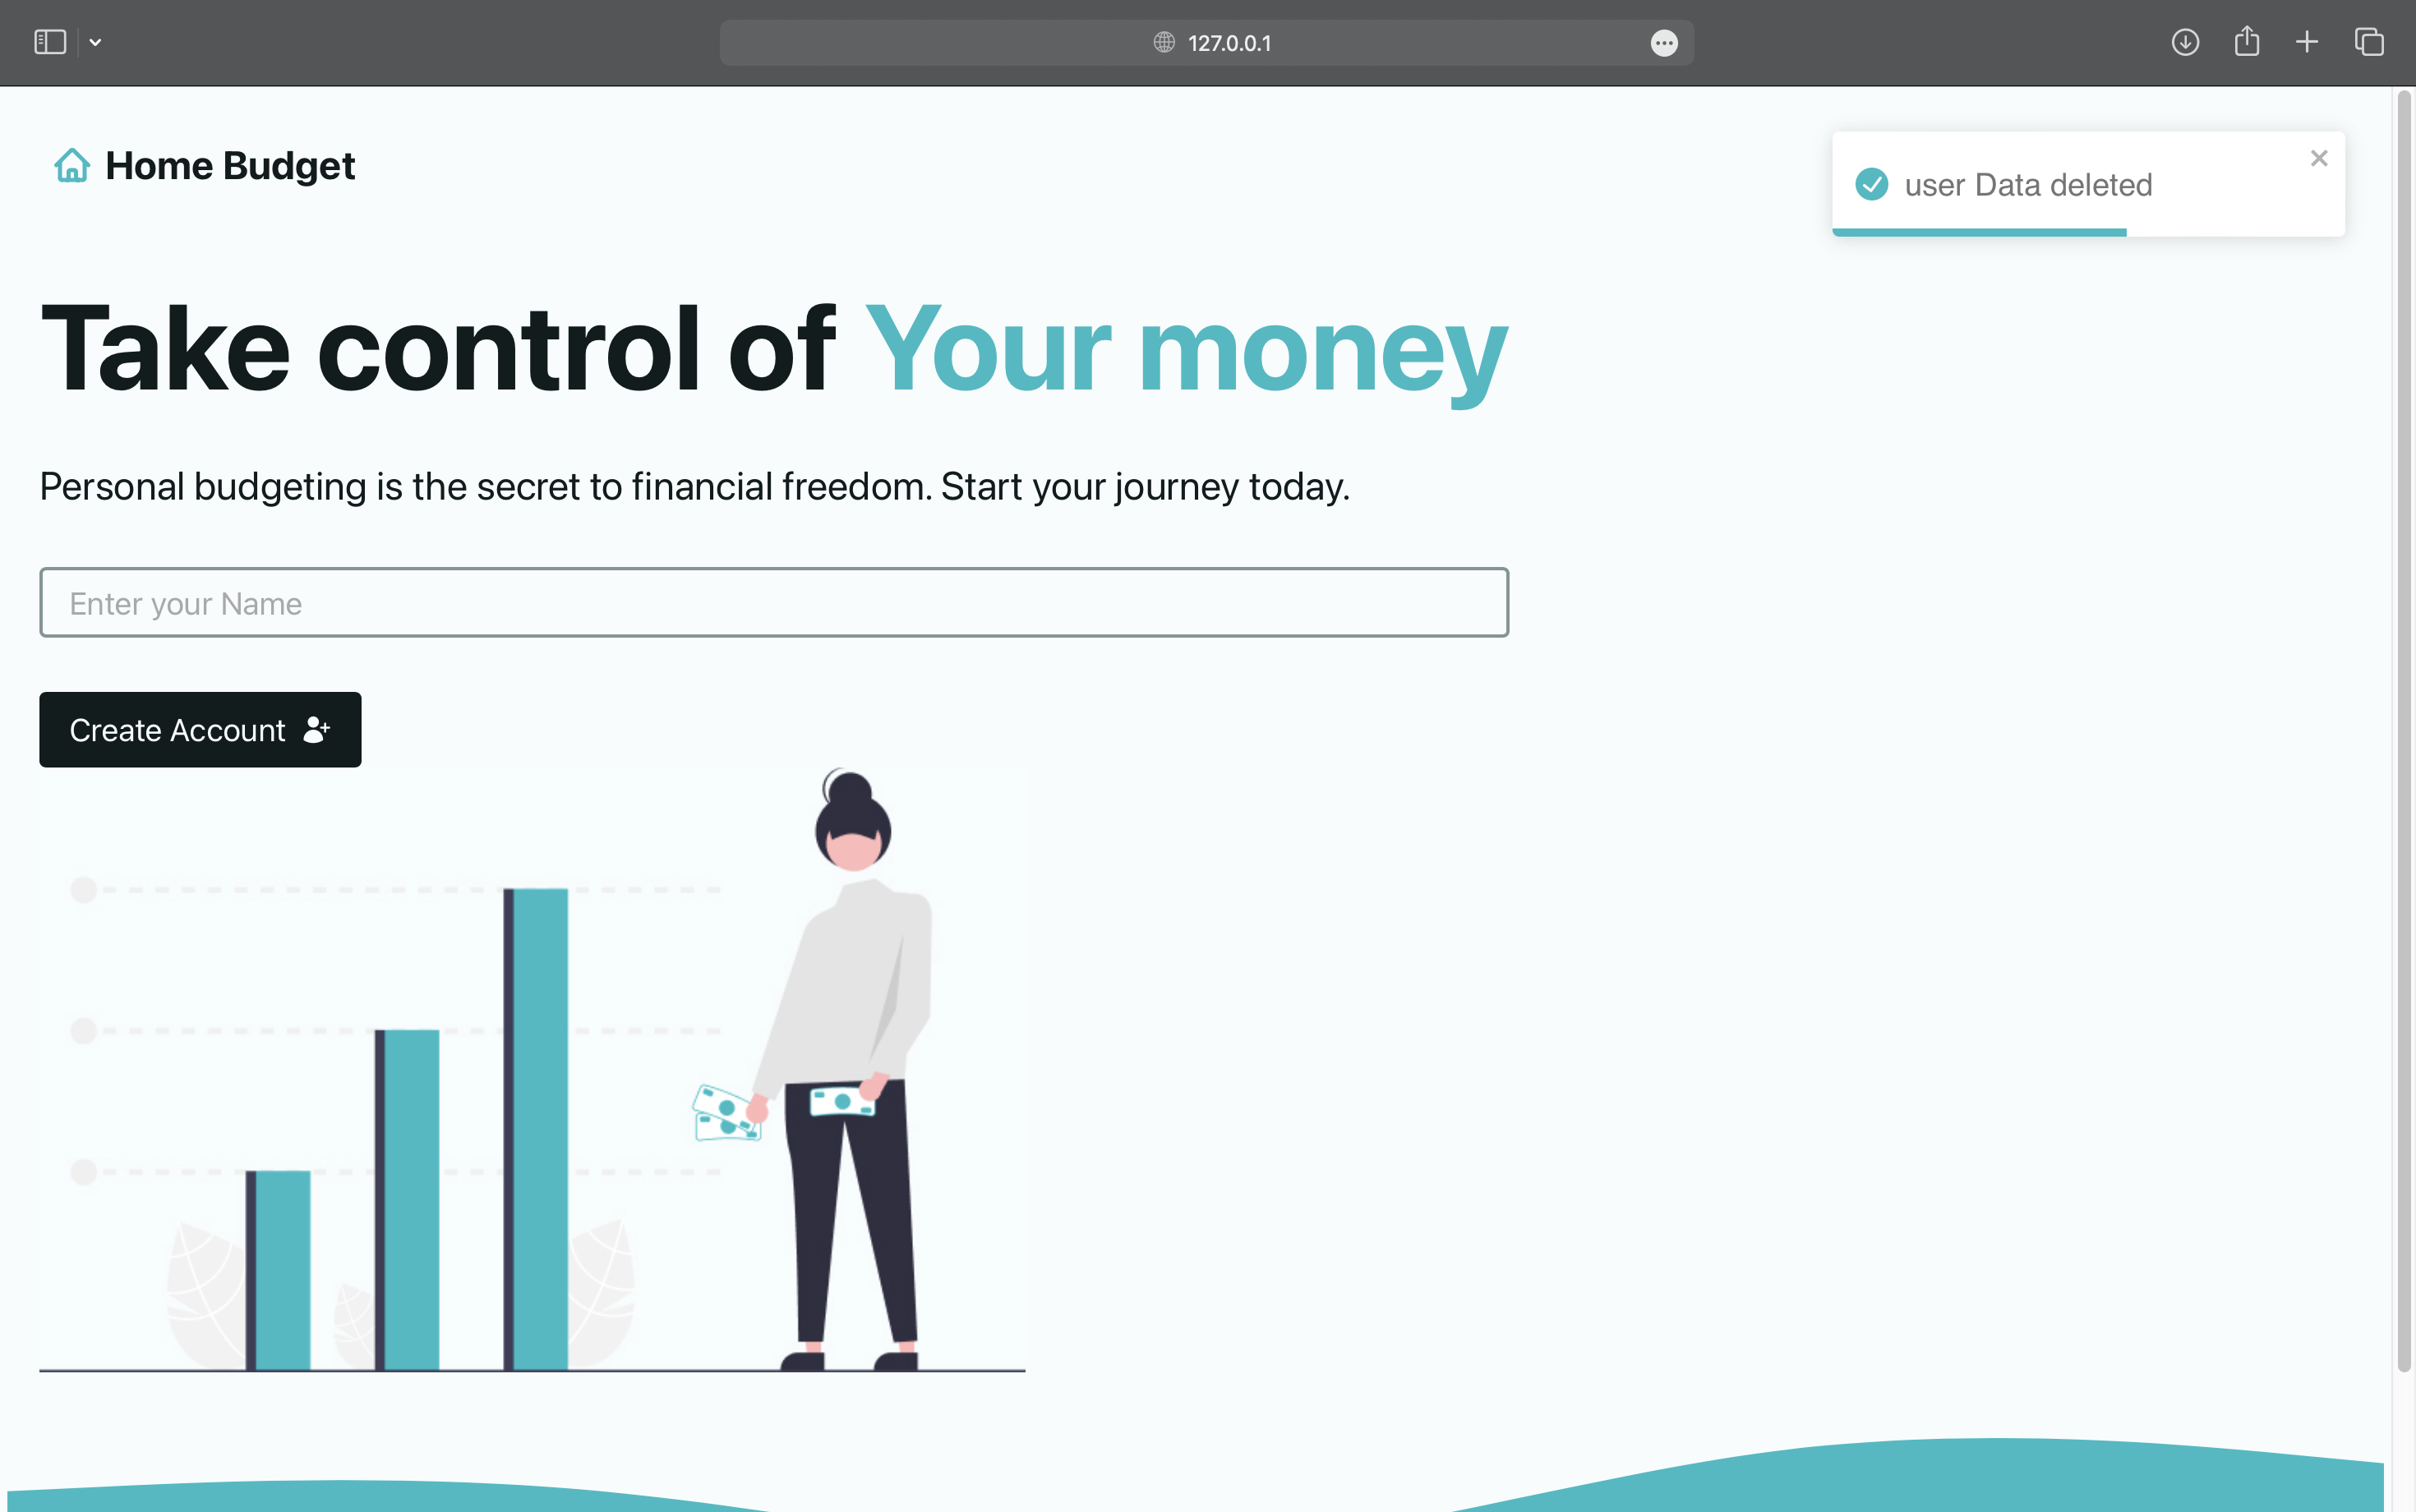 127.0.0.1
Home Budget
user Data deleted
Take control of Your money
Personal budgeting is the secret to financial freedom. Start your journey today.
Enter your Name
Create Account